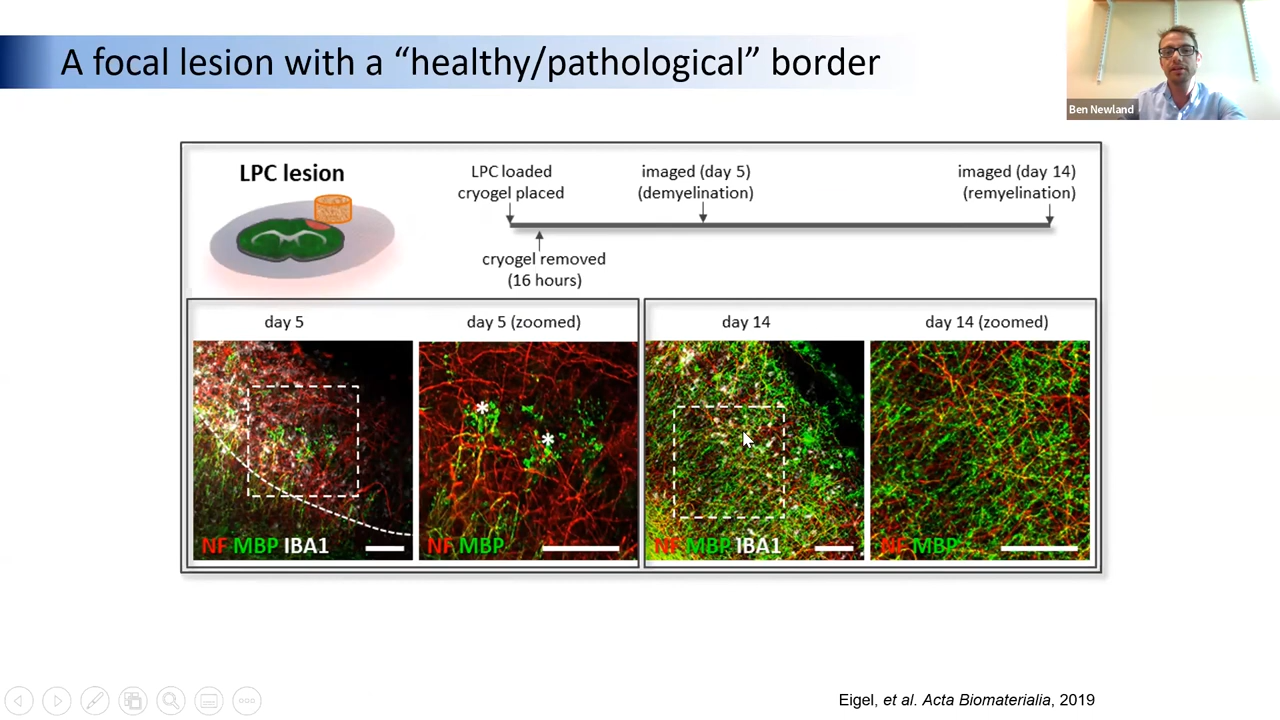 A focal lesion with a “healthy/pathological” border
Ben Newland
LPC lesion
LPC loaded
cryogel placed
imaged (day 5)
(demyelination)
imaged (day 14)
(remyelination)
cryogel removed
(16 hours)
day 5
day 5 (zoomed)
day 14
day 14 (zoomed)
NF MBP IBA1
* *
NF MBP
NF MBP IBA1
NF MBP
Eigel, et al. Acta Biomaterialia, 2019